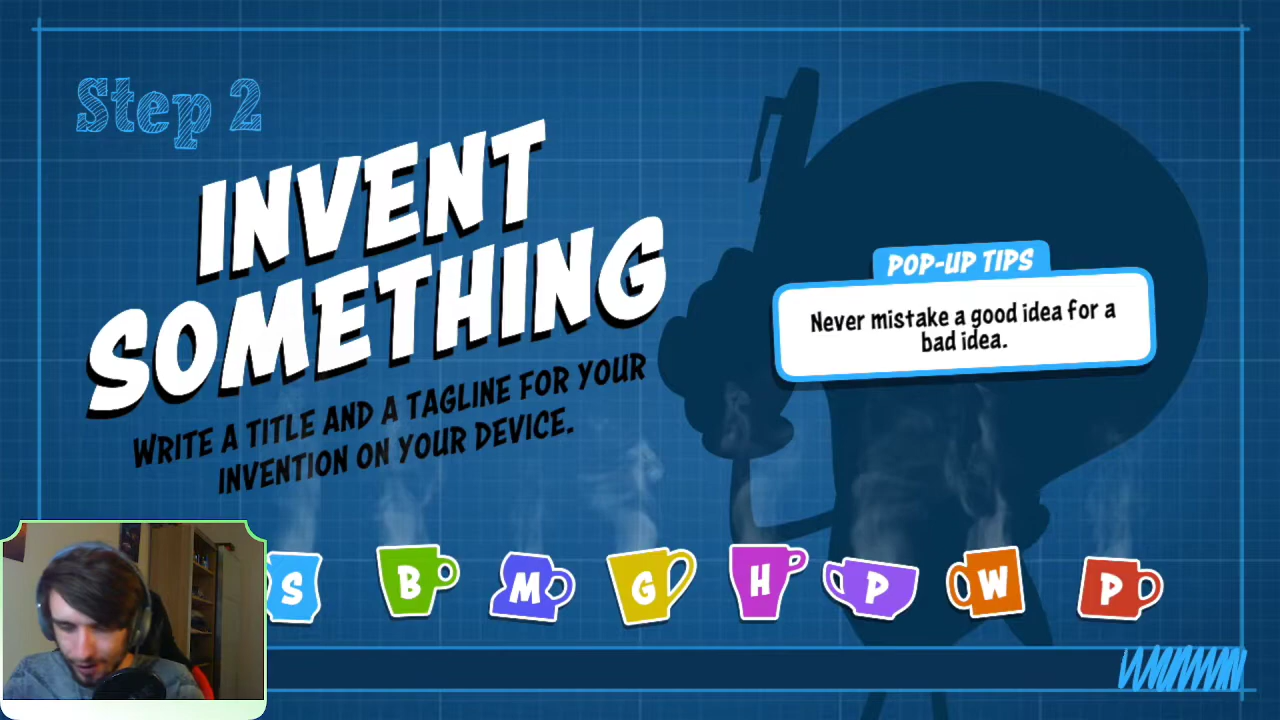 Step 2
INVENT
SOMETHING
WRITE A TITLE AND A TAGLINE FOR YOUR
INVENTION ON YOUR DEVICE.
POP-UP TIPS
Never mistake a good idea for a
bad idea.
S B M G H P W P